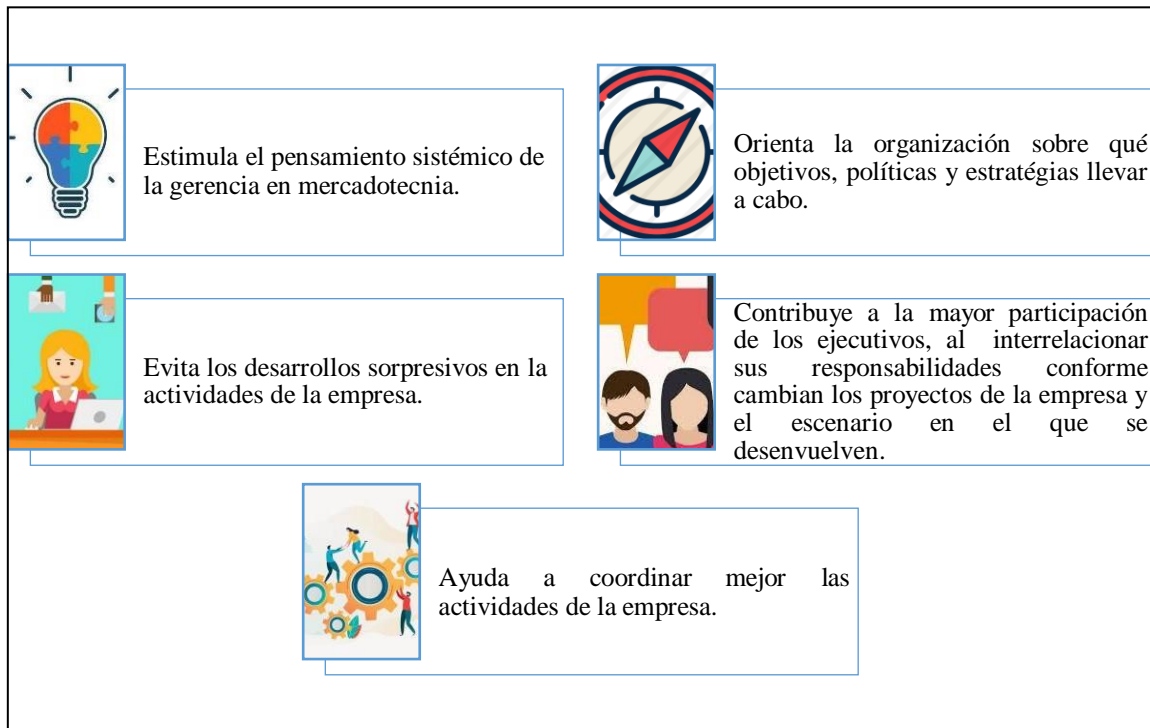 Estimula el pensamiento sistémico de
la gerencia en mercadotecnia.
Orienta la organización sobre qué
objetivos, políticas y estratégias llevar
a cabo.
Evita los desarrollos sorpresivos en la
actividades de la empresa.
Contribuye a la mayor participación
de los ejecutivos, al interrelacionar
sus responsabilidades conforme
cambian los proyectos de la empresa y
el escenario en el que se
desenvuelven.
Ayuda a coordinar mejor las
actividades de la empresa.